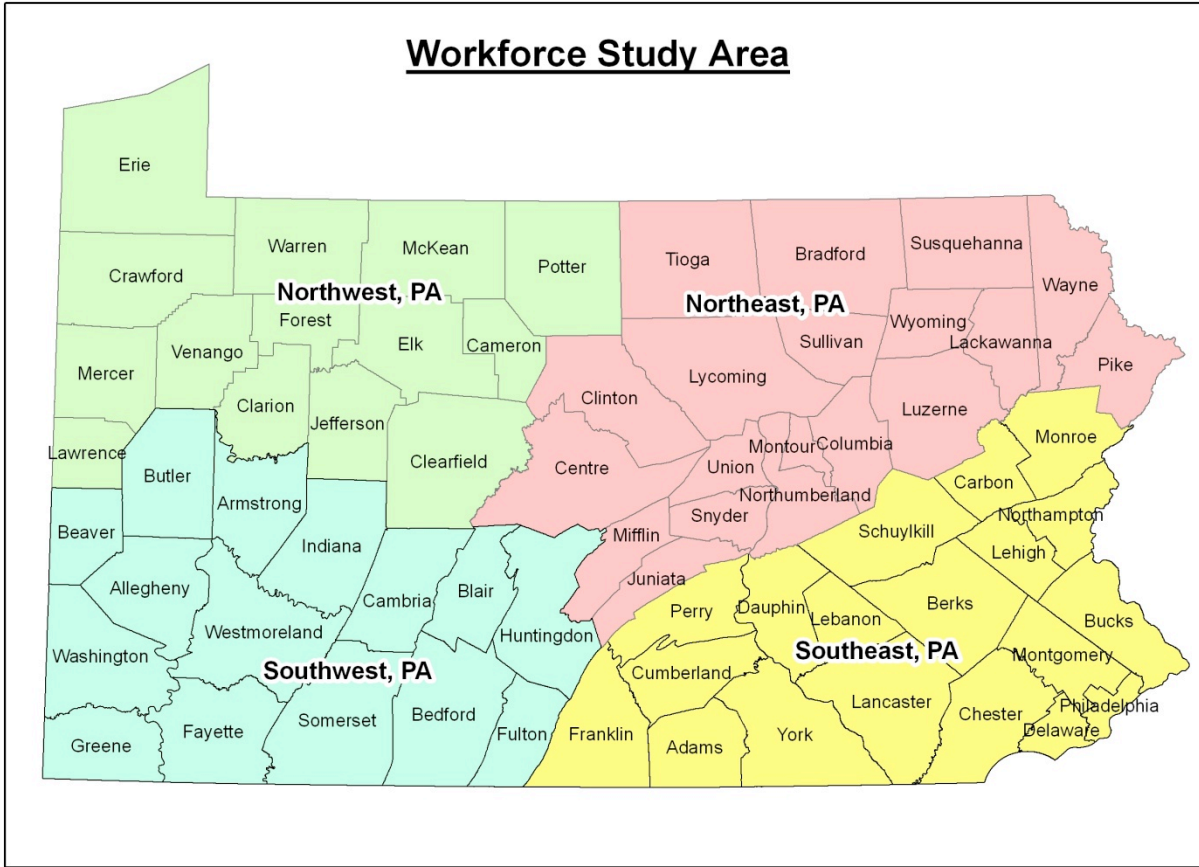 Workforce Study Area
Erie
Warren
McKean
Potter
Tioga
Bradford
Susquehanna
Wayne
Crawford
Northwest, PA
Northeast, PA
Forest
Venango
Elk
Cameron
Sullivan
Wyoming
Lackawanna
Pike
Mercer
Lycoming
Clinton
Clarion
Jefferson
Luzerne
Lawrence
Clearfield
Centre
Union
Montour
Columbia
Monroe
Butler
Armstrong
Carbon
Northumberland
Snyder
Northampton
Beaver
Indiana
Mifflin
Schuylkill
Lehigh
Allegheny
Cambria
Blair
Juniata
Perry
Dauphin
Lebanon
Berks
Bucks
Westmoreland
Huntingdon
Washington
Southwest, PA
Cumberland
Southeast, PA
Montgomery
Lancaster
Philadelphia
Greene
Fayette
Somerset
Bedford
Fulton
Franklin
Adams
York
Chester
Delaware